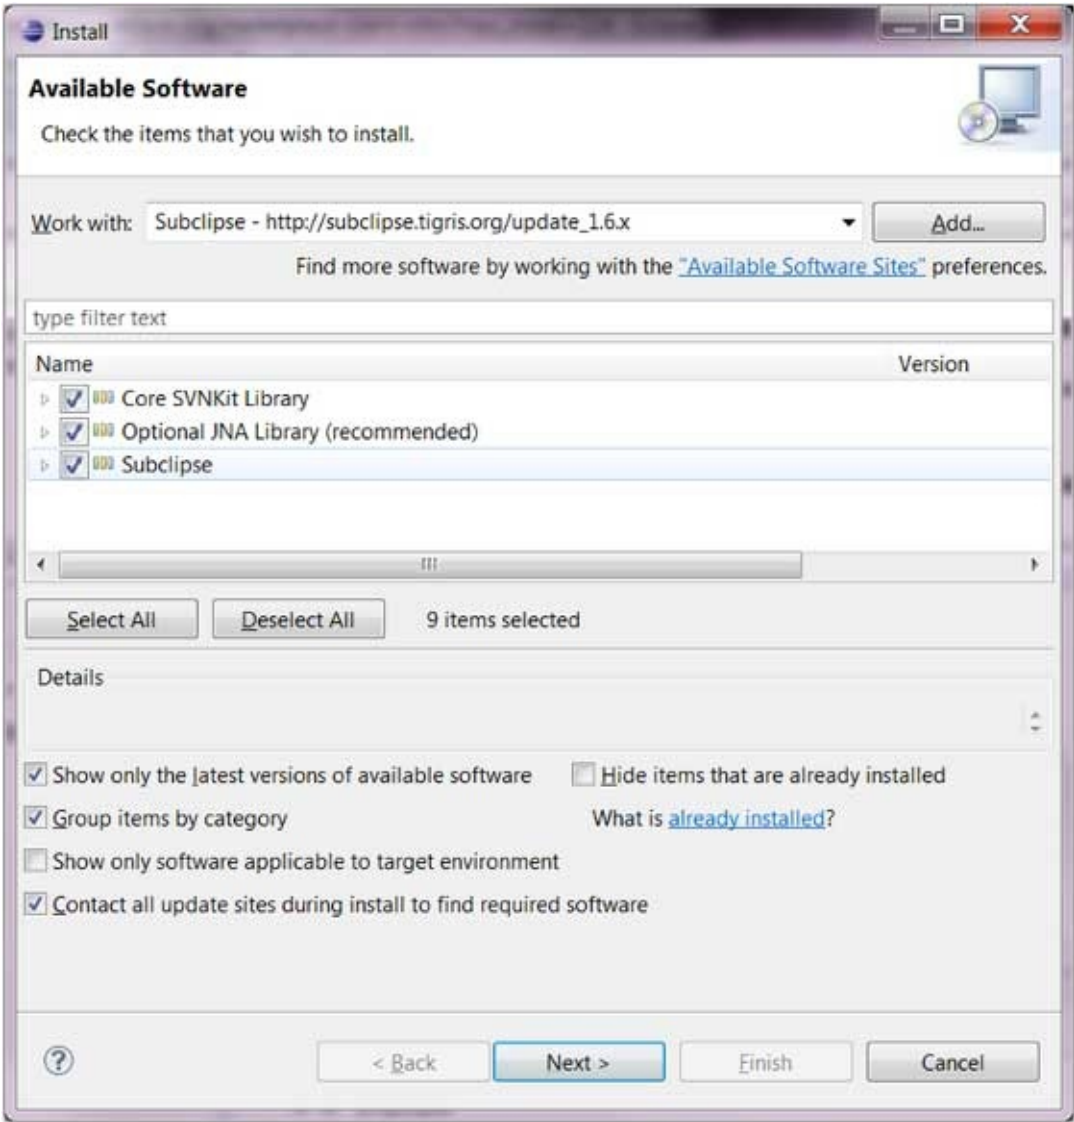 Install
Available Software
Check the items that you wish to install.
Work with: Subclipse - http://subclipse.tigris.org/update_1.6.x Add...
Find more software by working with the "Available Software Sites" preferences.
type filter text
Name Version
Core SVNKit Library
Optional JNA Library (recommended)
Subclipse
Select All Deselect All 9 items selected
Details
Show only the latest versions of available software Hide items that are already installed
Group items by category What is already installed?
Show only software applicable to target environment
Contact all update sites during install to find required software
? < Back Next > Finish Cancel